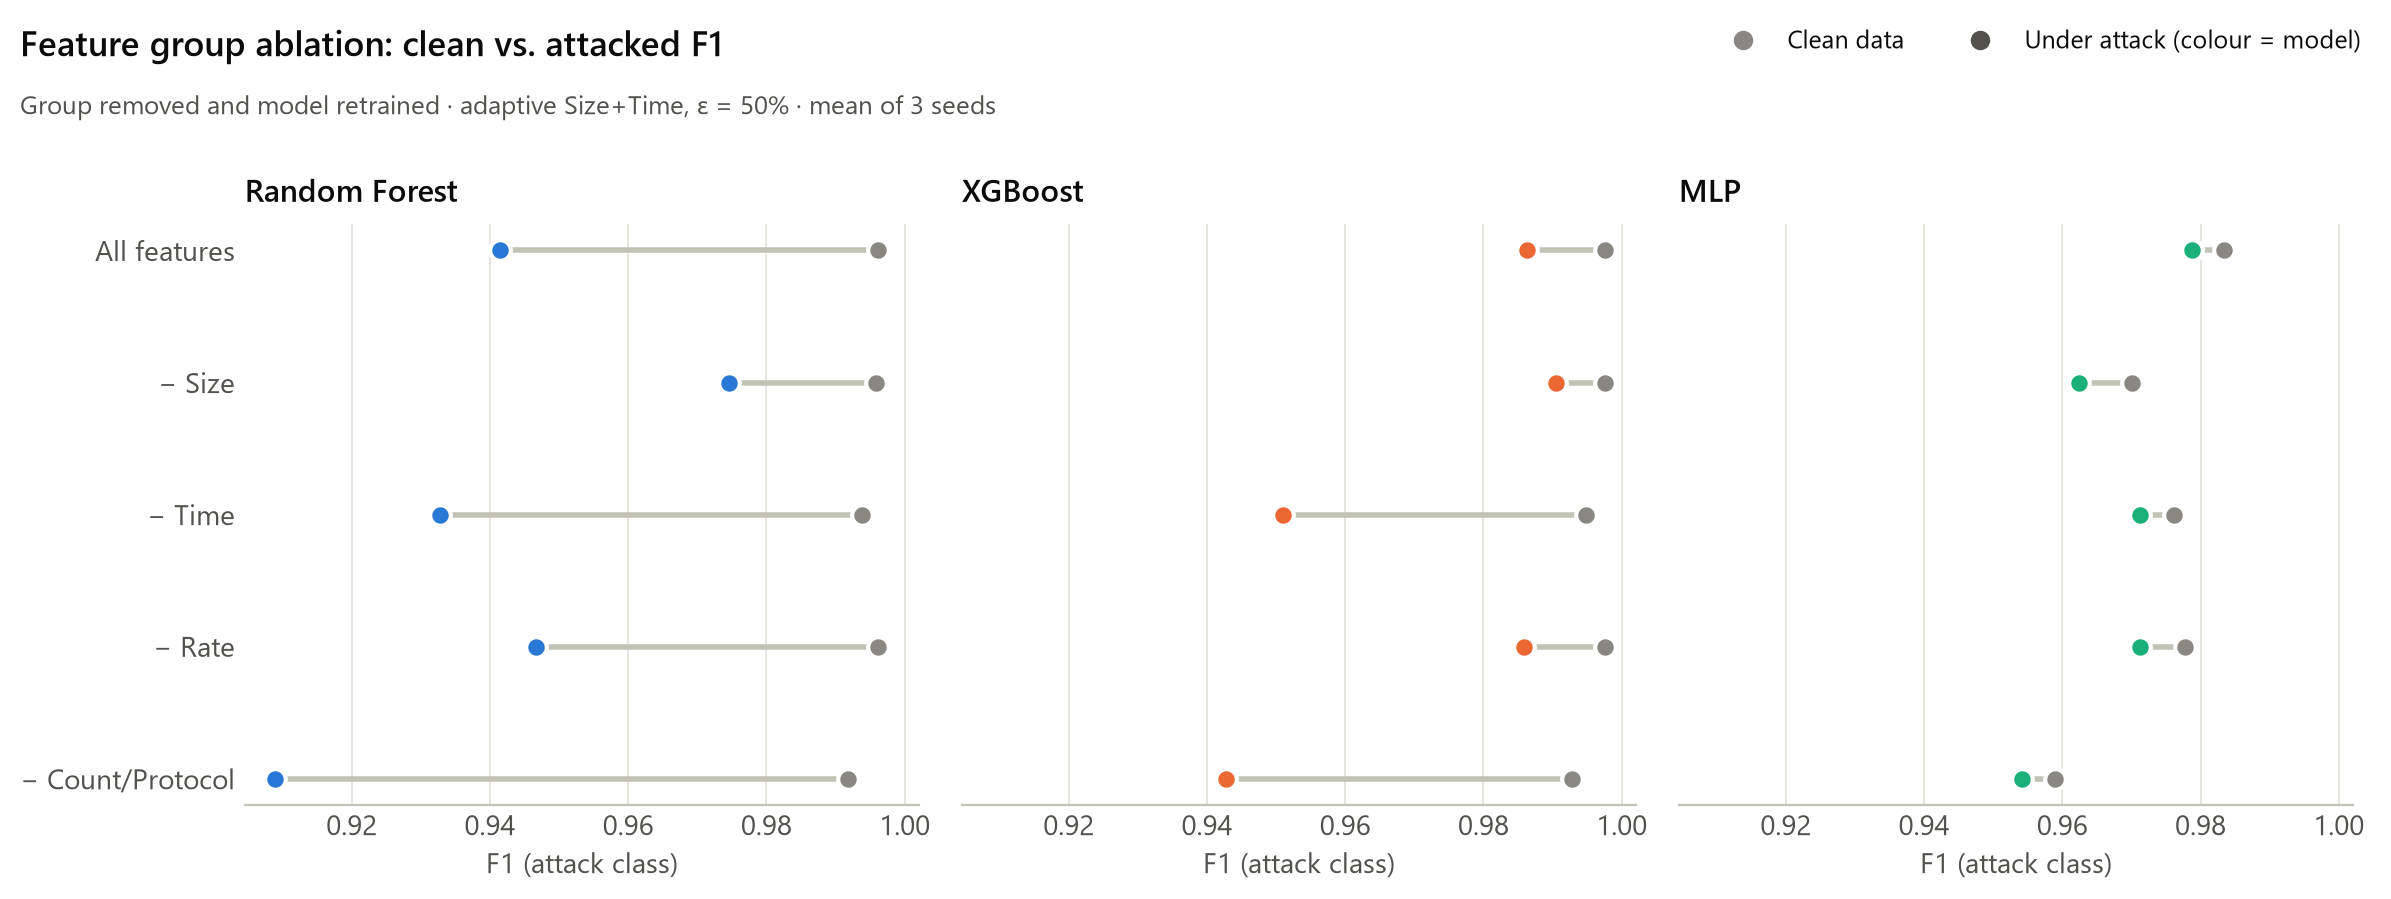 Feature group ablation: clean vs. attacked F1
Clean data
Under attack (colour = model)
Group removed and model retrained · adaptive Size+Time, ε = 50% · mean of 3 seeds
Random Forest
XGBoost
MLP
All features
– Size
– Time
– Rate
– Count/Protocol
0.92 0.94 0.96 0.98 1.00
0.92 0.94 0.96 0.98 1.00
0.92 0.94 0.96 0.98 1.00
F1 (attack class)
F1 (attack class)
F1 (attack class)